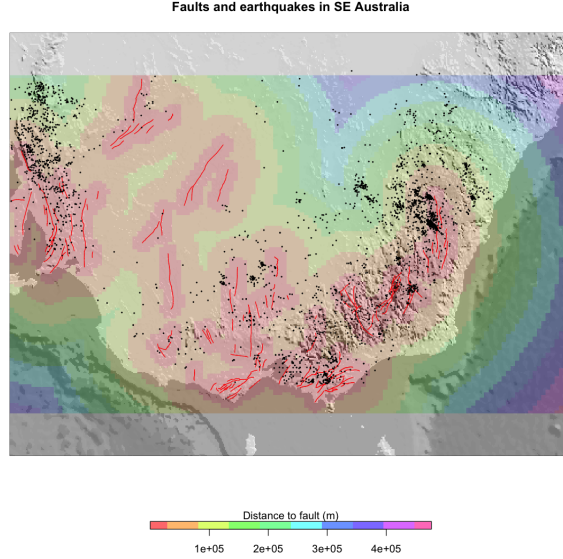 Faults and earthquakes in SE Australia
Distance to fault (m)
1e+05 2e+05 3e+05 4e+05